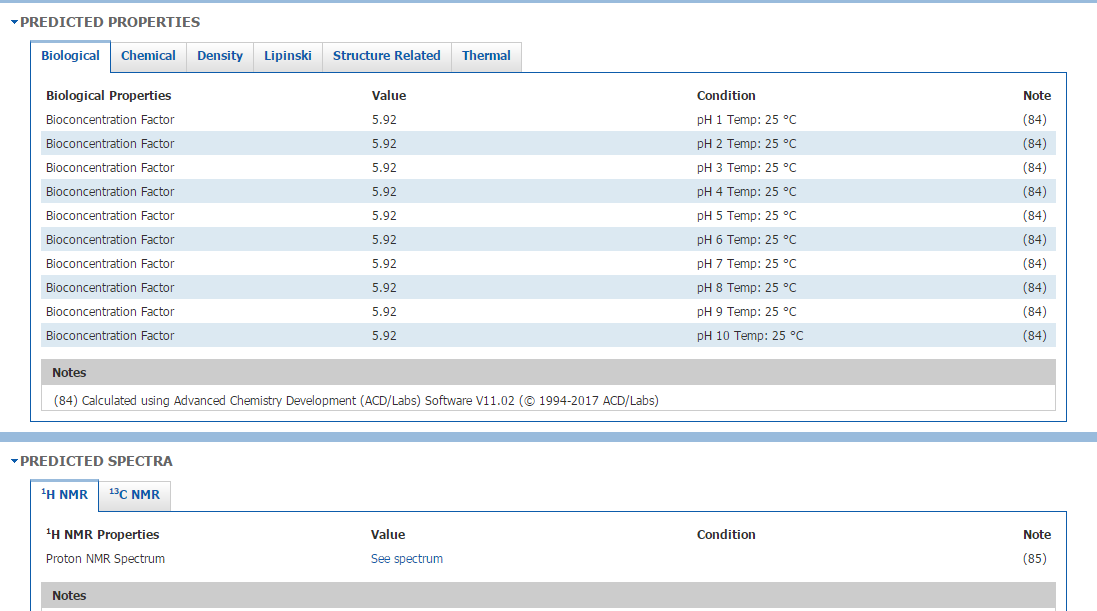 PREDICTED PROPERTIES
Biological Chemical Density Lipinski Structure Related Thermal
Biological Properties Value Condition Note
Bioconcentration Factor 5.92 pH 1 Temp: 25 °C (84)
Bioconcentration Factor 5.92 pH 2 Temp: 25 °C (84)
Bioconcentration Factor 5.92 pH 3 Temp: 25 °C (84)
Bioconcentration Factor 5.92 pH 4 Temp: 25 °C (84)
Bioconcentration Factor 5.92 pH 5 Temp: 25 °C (84)
Bioconcentration Factor 5.92 pH 6 Temp: 25 °C (84)
Bioconcentration Factor 5.92 pH 7 Temp: 25 °C (84)
Bioconcentration Factor 5.92 pH 8 Temp: 25 °C (84)
Bioconcentration Factor 5.92 pH 9 Temp: 25 °C (84)
Bioconcentration Factor 5.92 pH 10 Temp: 25 °C (84)
Notes
(84) Calculated using Advanced Chemistry Development (ACD/Labs) Software V11.02 (© 1994-2017 ACD/Labs)
PREDICTED SPECTRA
¹H NMR ¹³C NMR
¹H NMR Properties Value Condition Note
Proton NMR Spectrum See spectrum (85)
Notes